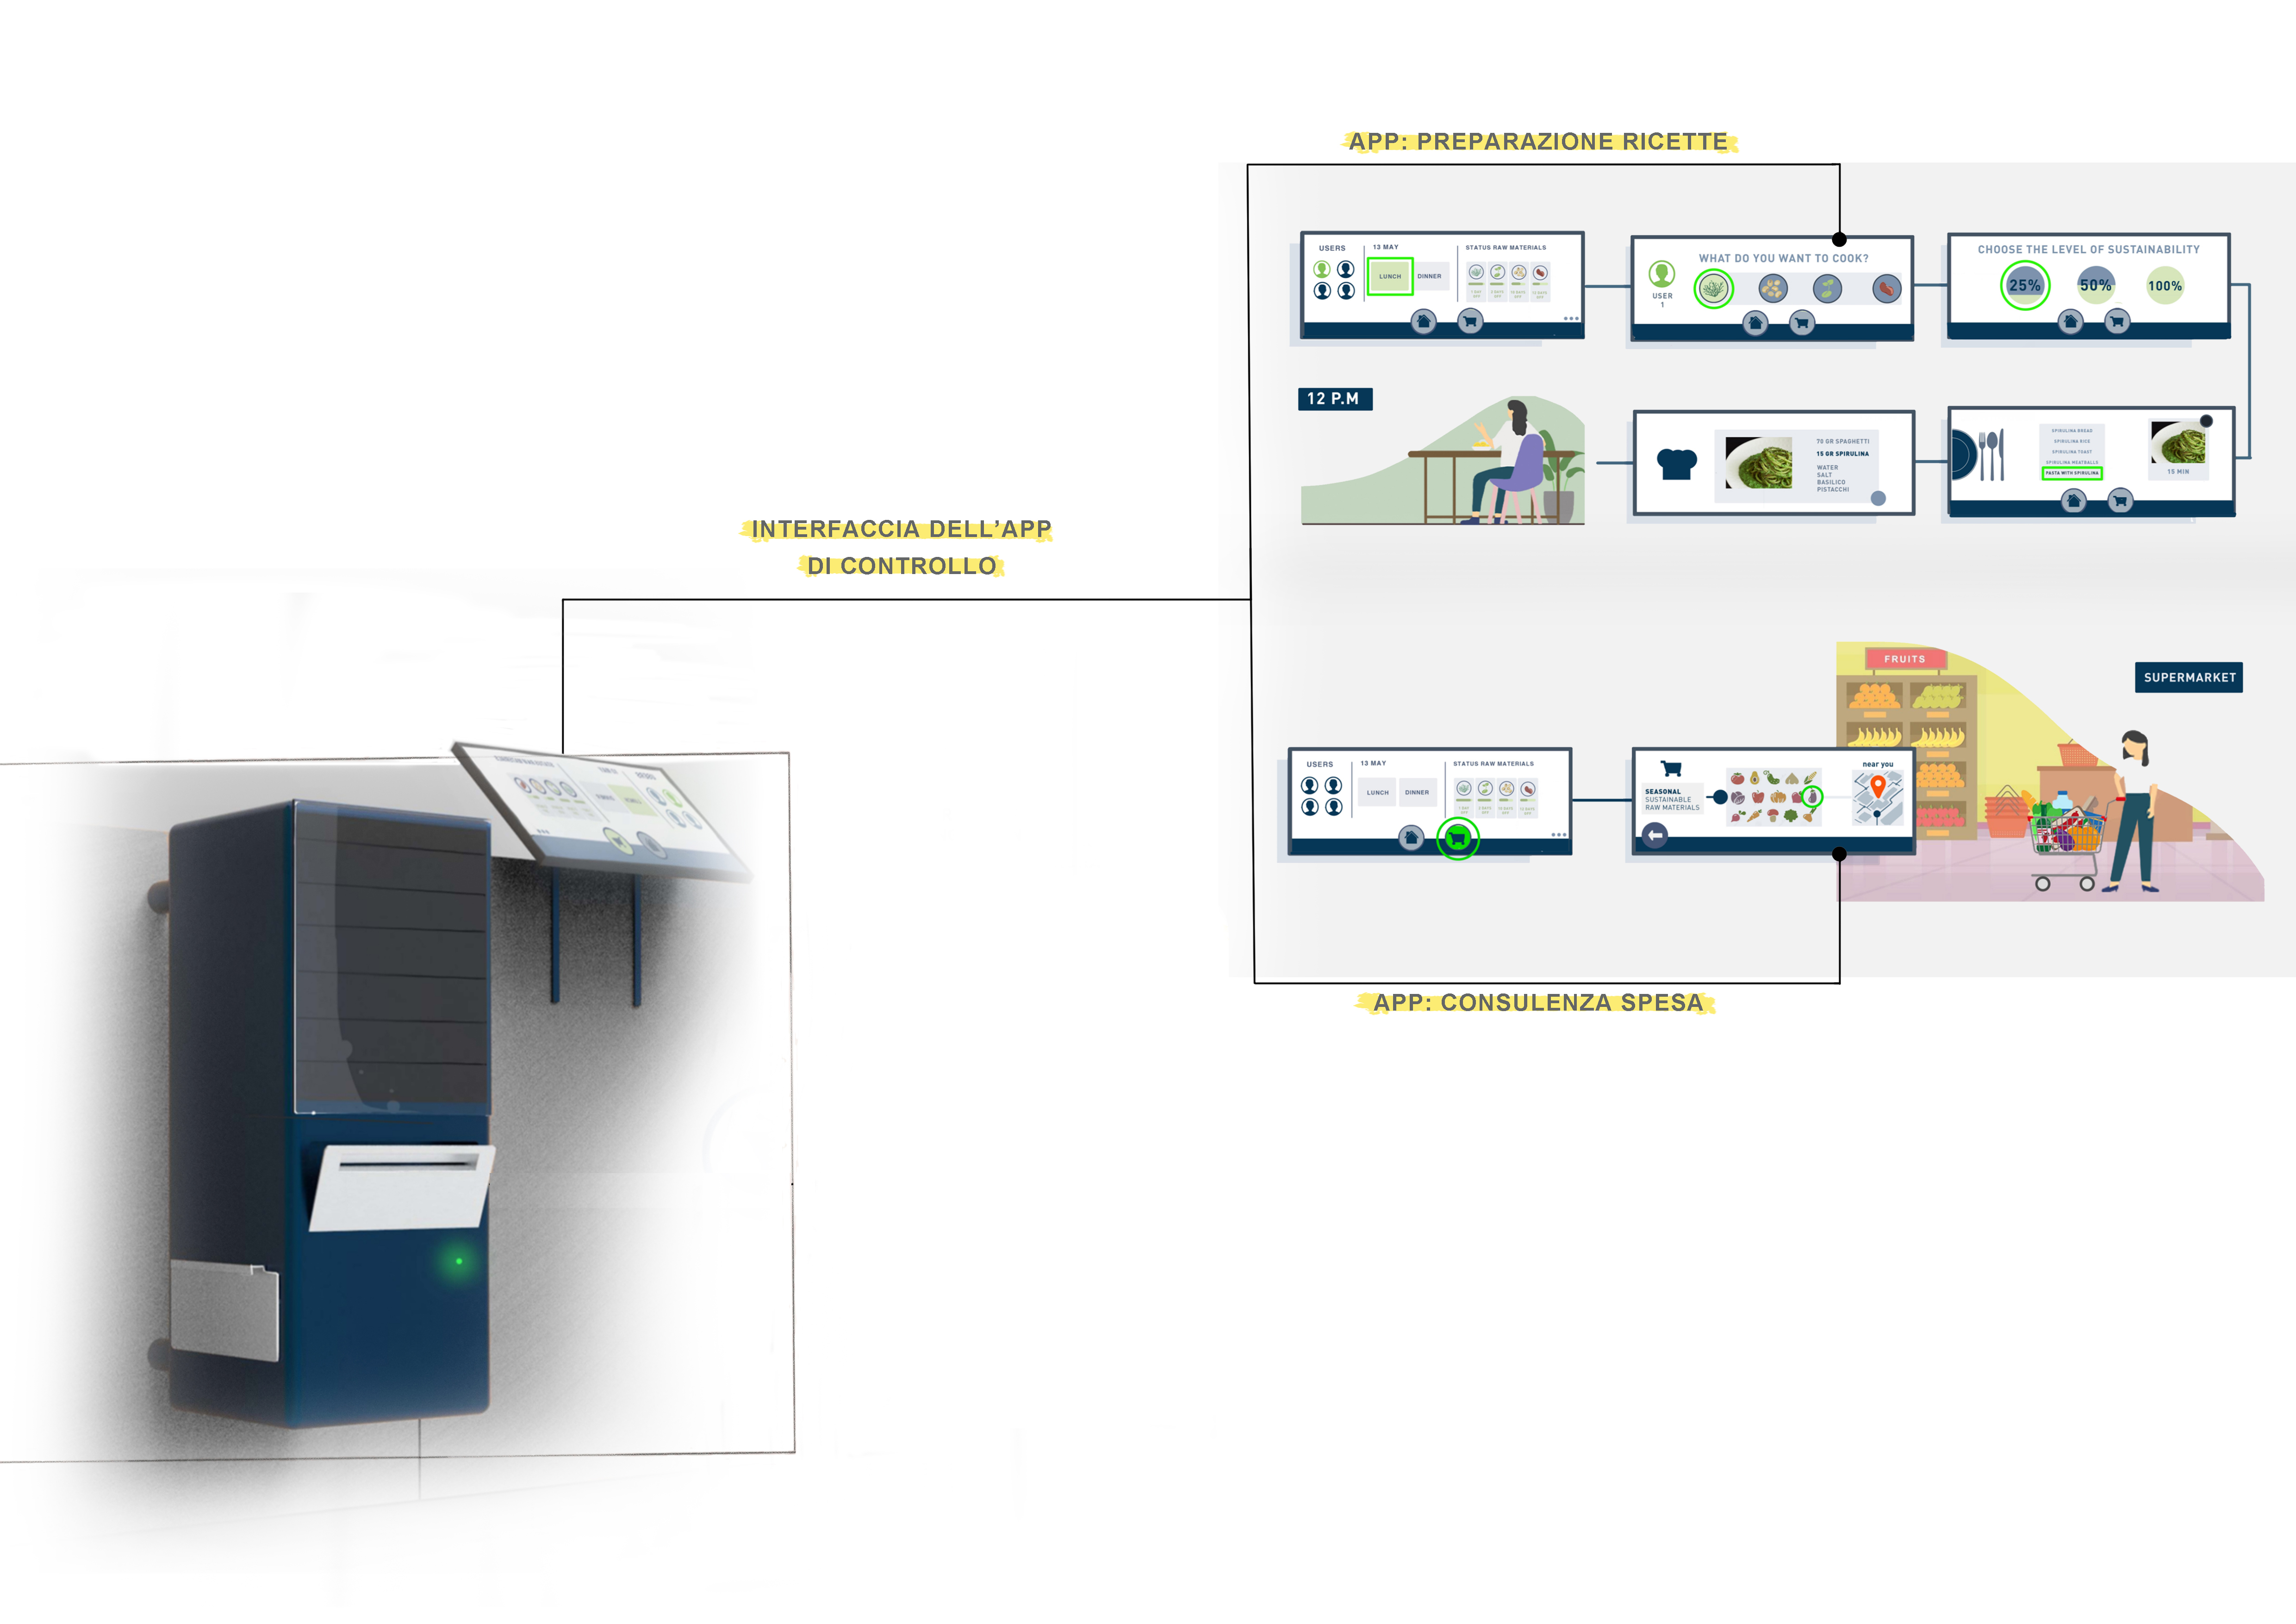 APP: PREPARAZIONE RICETTE
USERS
13 MAY
LUNCH
DINNER
STATUS RAW MATERIALS
1 DAY
OFF
WHAT DO YOU WANT TO COOK?
USER
1
CHOOSE THE LEVEL OF SUSTAINABILITY
25%
50%
100%
12 P.M
70 GR SPAGHETTI
15 GR SPIRULINA
WATER
SALT
BASILICO
PISTACCHI
SPIRULINA BREAD
SPIRULINA RICE
SPIRULINA TOAST
SPIRULINA MEATBALLS
PASTA WITH SPIRULINA
15 MIN
INTERFACCIA DELL'APP
DI CONTROLLO
FRUITS
SUPERMARKET
USERS
13 MAY
LUNCH
DINNER
STATUS RAW MATERIALS
SEASONAL
SUSTAINABLE
RAW MATERIALS
near you
APP: CONSULENZA SPESA